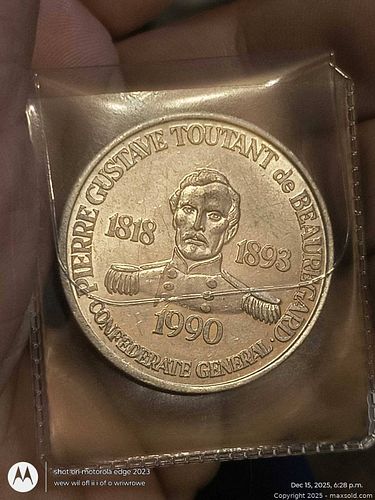 PIERRE GUSTAVE TOUTANT de BEAUREGARD.
1818
1893
1990
CONFEDERATE GENERAL.
shot on motorola edge 2023
Dec 15, 2025, 6:28 p.m.
Copyright 2025 - maxsold.com